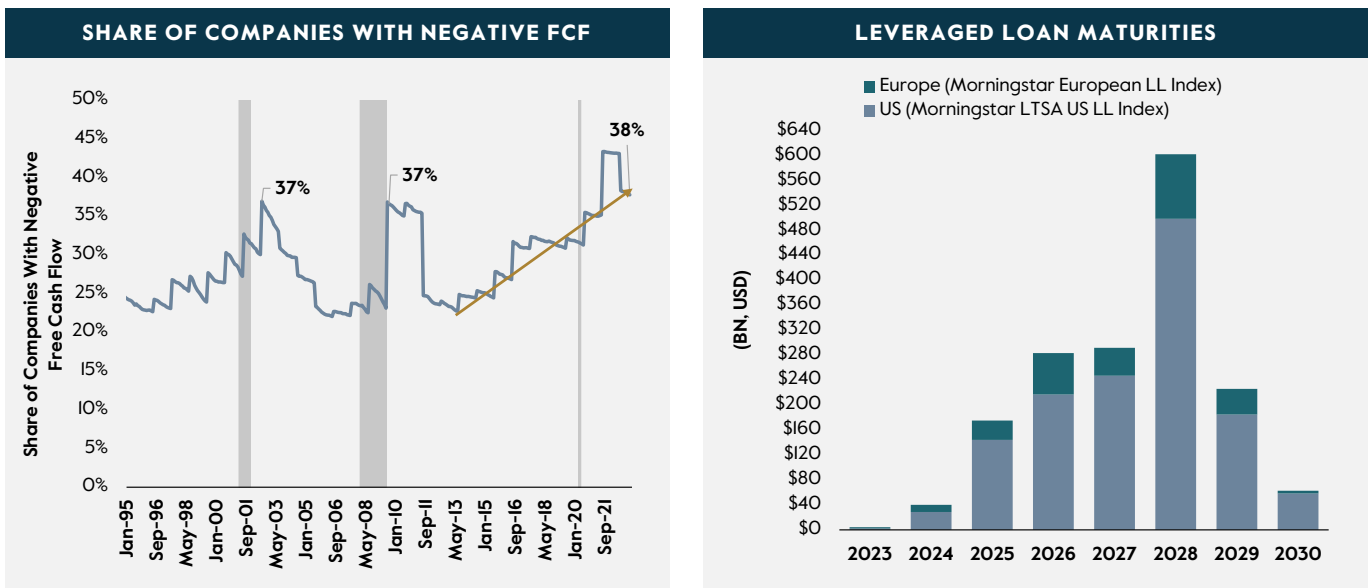 SHARE OF COMPANIES WITH NEGATIVE FCF
Share of Companies With Negative
Free Cash Flow
50%
45%
40%
35%
30%
25%
20%
15%
10%
5%
0%
37%
37%
38%
Jan-95
Sep-96
May-98
Jan-00
Sep-01
May-03
Jan-05
Sep-06
May-08
Jan-10
Sep-11
May-13
Jan-15
Sep-16
May-18
Jan-20
Sep-21
LEVERAGED LOAN MATURITIES
Europe (Morningstar European LL Index)
US (Morningstar LTSA US LL Index)
(BN, USD)
$640
$600
$560
$520
$480
$440
$400
$360
$320
$280
$240
$200
$160
$120
$80
$40
$0
2023
2024
2025
2026
2027
2028
2029
2030